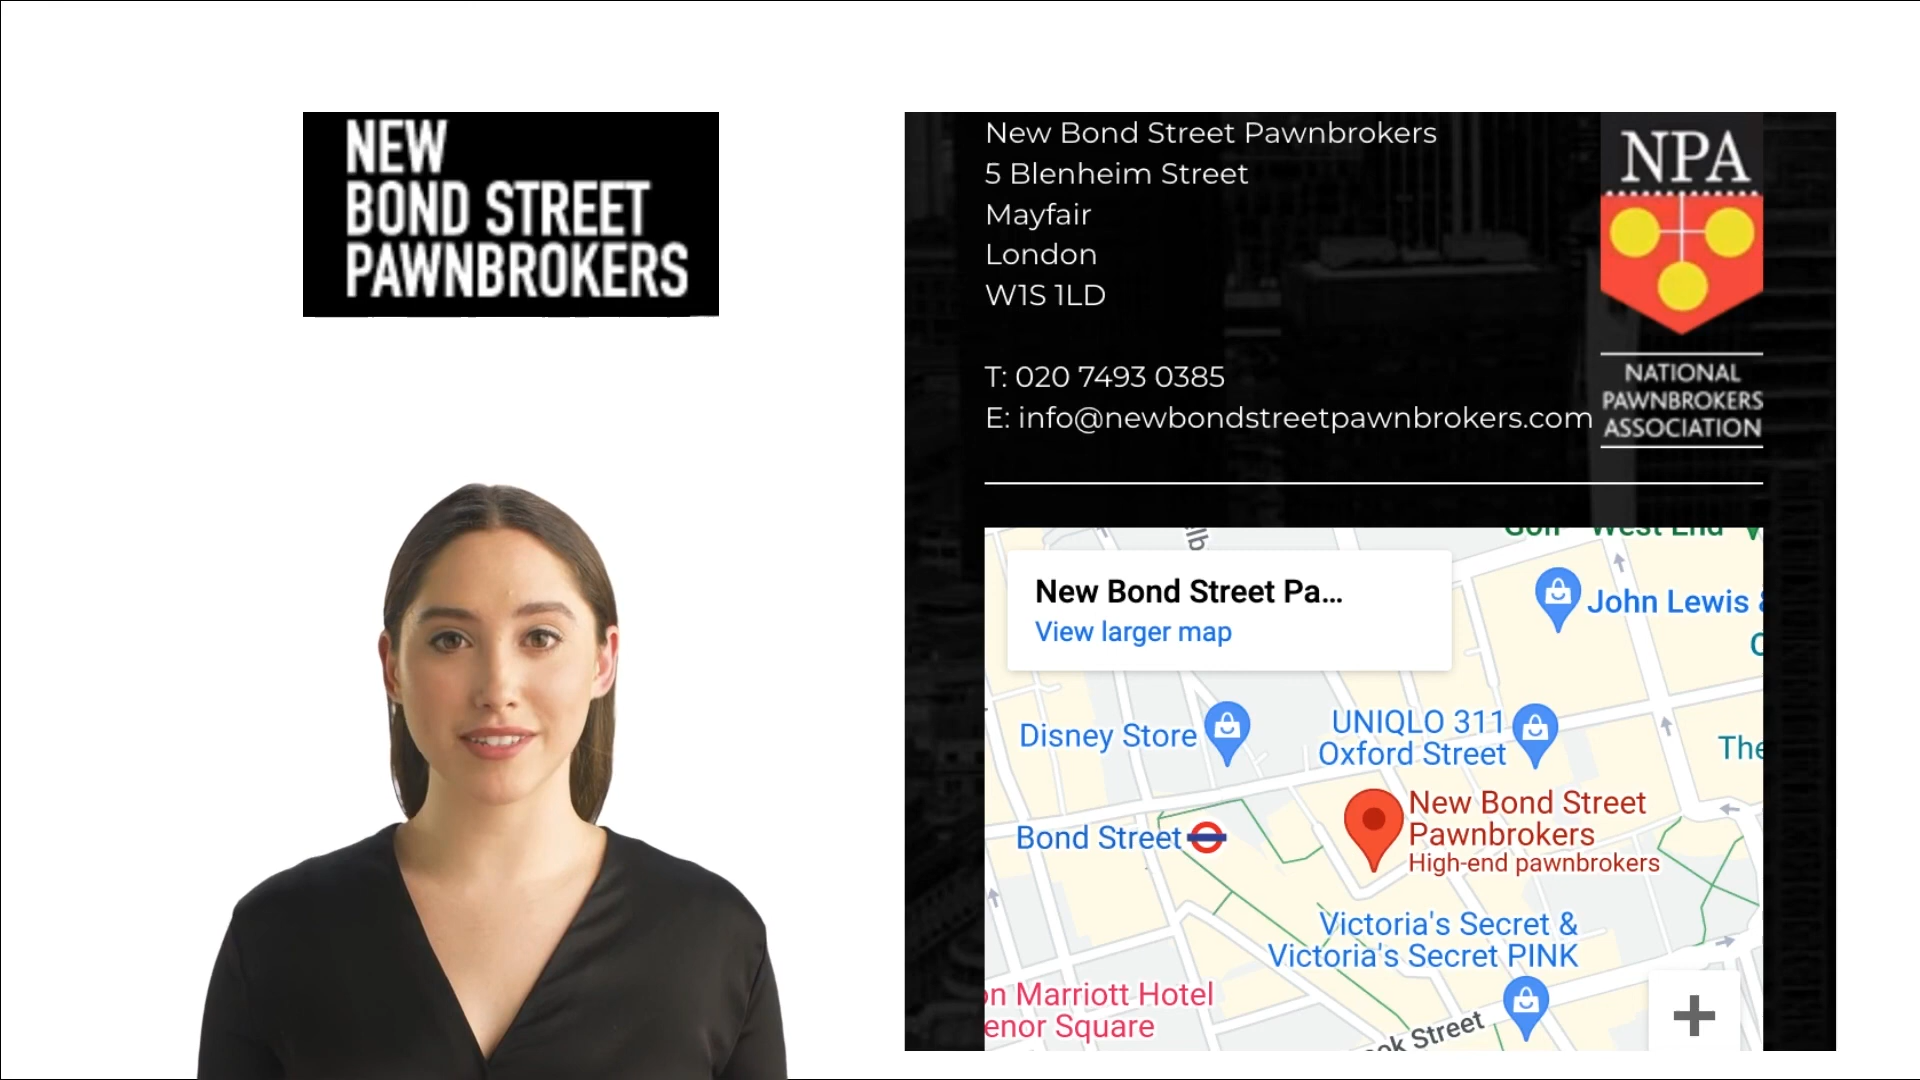 NEW
BOND STREET
PAWNBROKERS
New Bond Street Pawnbrokers
5 Blenheim Street
Mayfair
London
W1S 1LD
T: 020 7493 0385
E: info@newbondstreetpawnbrokers.com
NPA
NATIONAL
PAWNBROKERS
ASSOCIATION
New Bond Street Pa...
View larger map
John Lewis
Disney Store
UNIQLO 311
Oxford Street
The
New Bond Street
Pawnbrokers
High-end pawnbrokers
Bond Street
Victoria's Secret &
Victoria's Secret PINK
on Marriott Hotel
enor Square
ok Street